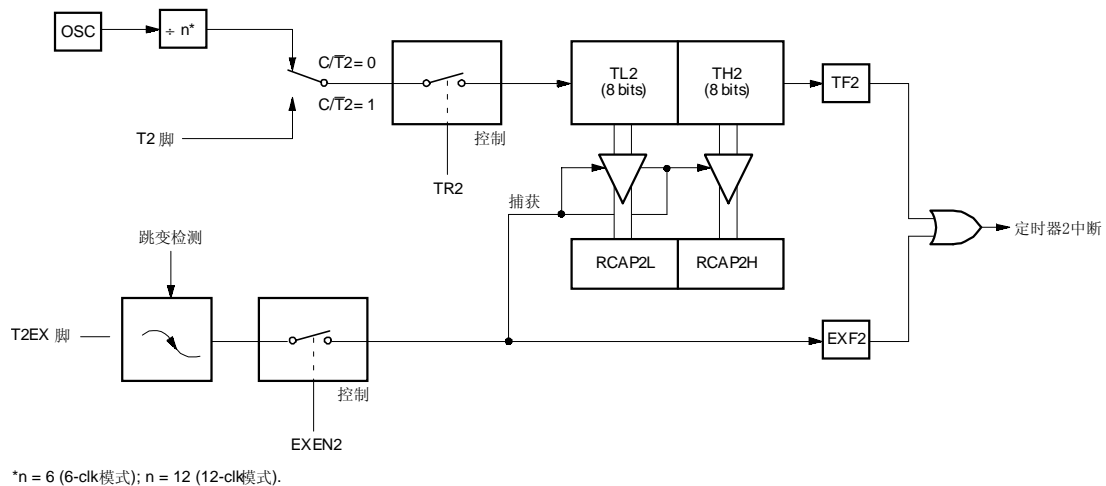 OSC
÷ n*
C/T̅2= 0
C/T̅2= 1
T2 脚
控制
TR2
TL2
(8 bits)
TH2
(8 bits)
TF2
捕获
跳变检测
RCAP2L
RCAP2H
定时器2中断
T2EX 脚
EXF2
控制
EXEN2
*n = 6 (6-clk模式); n = 12 (12-clk模式).